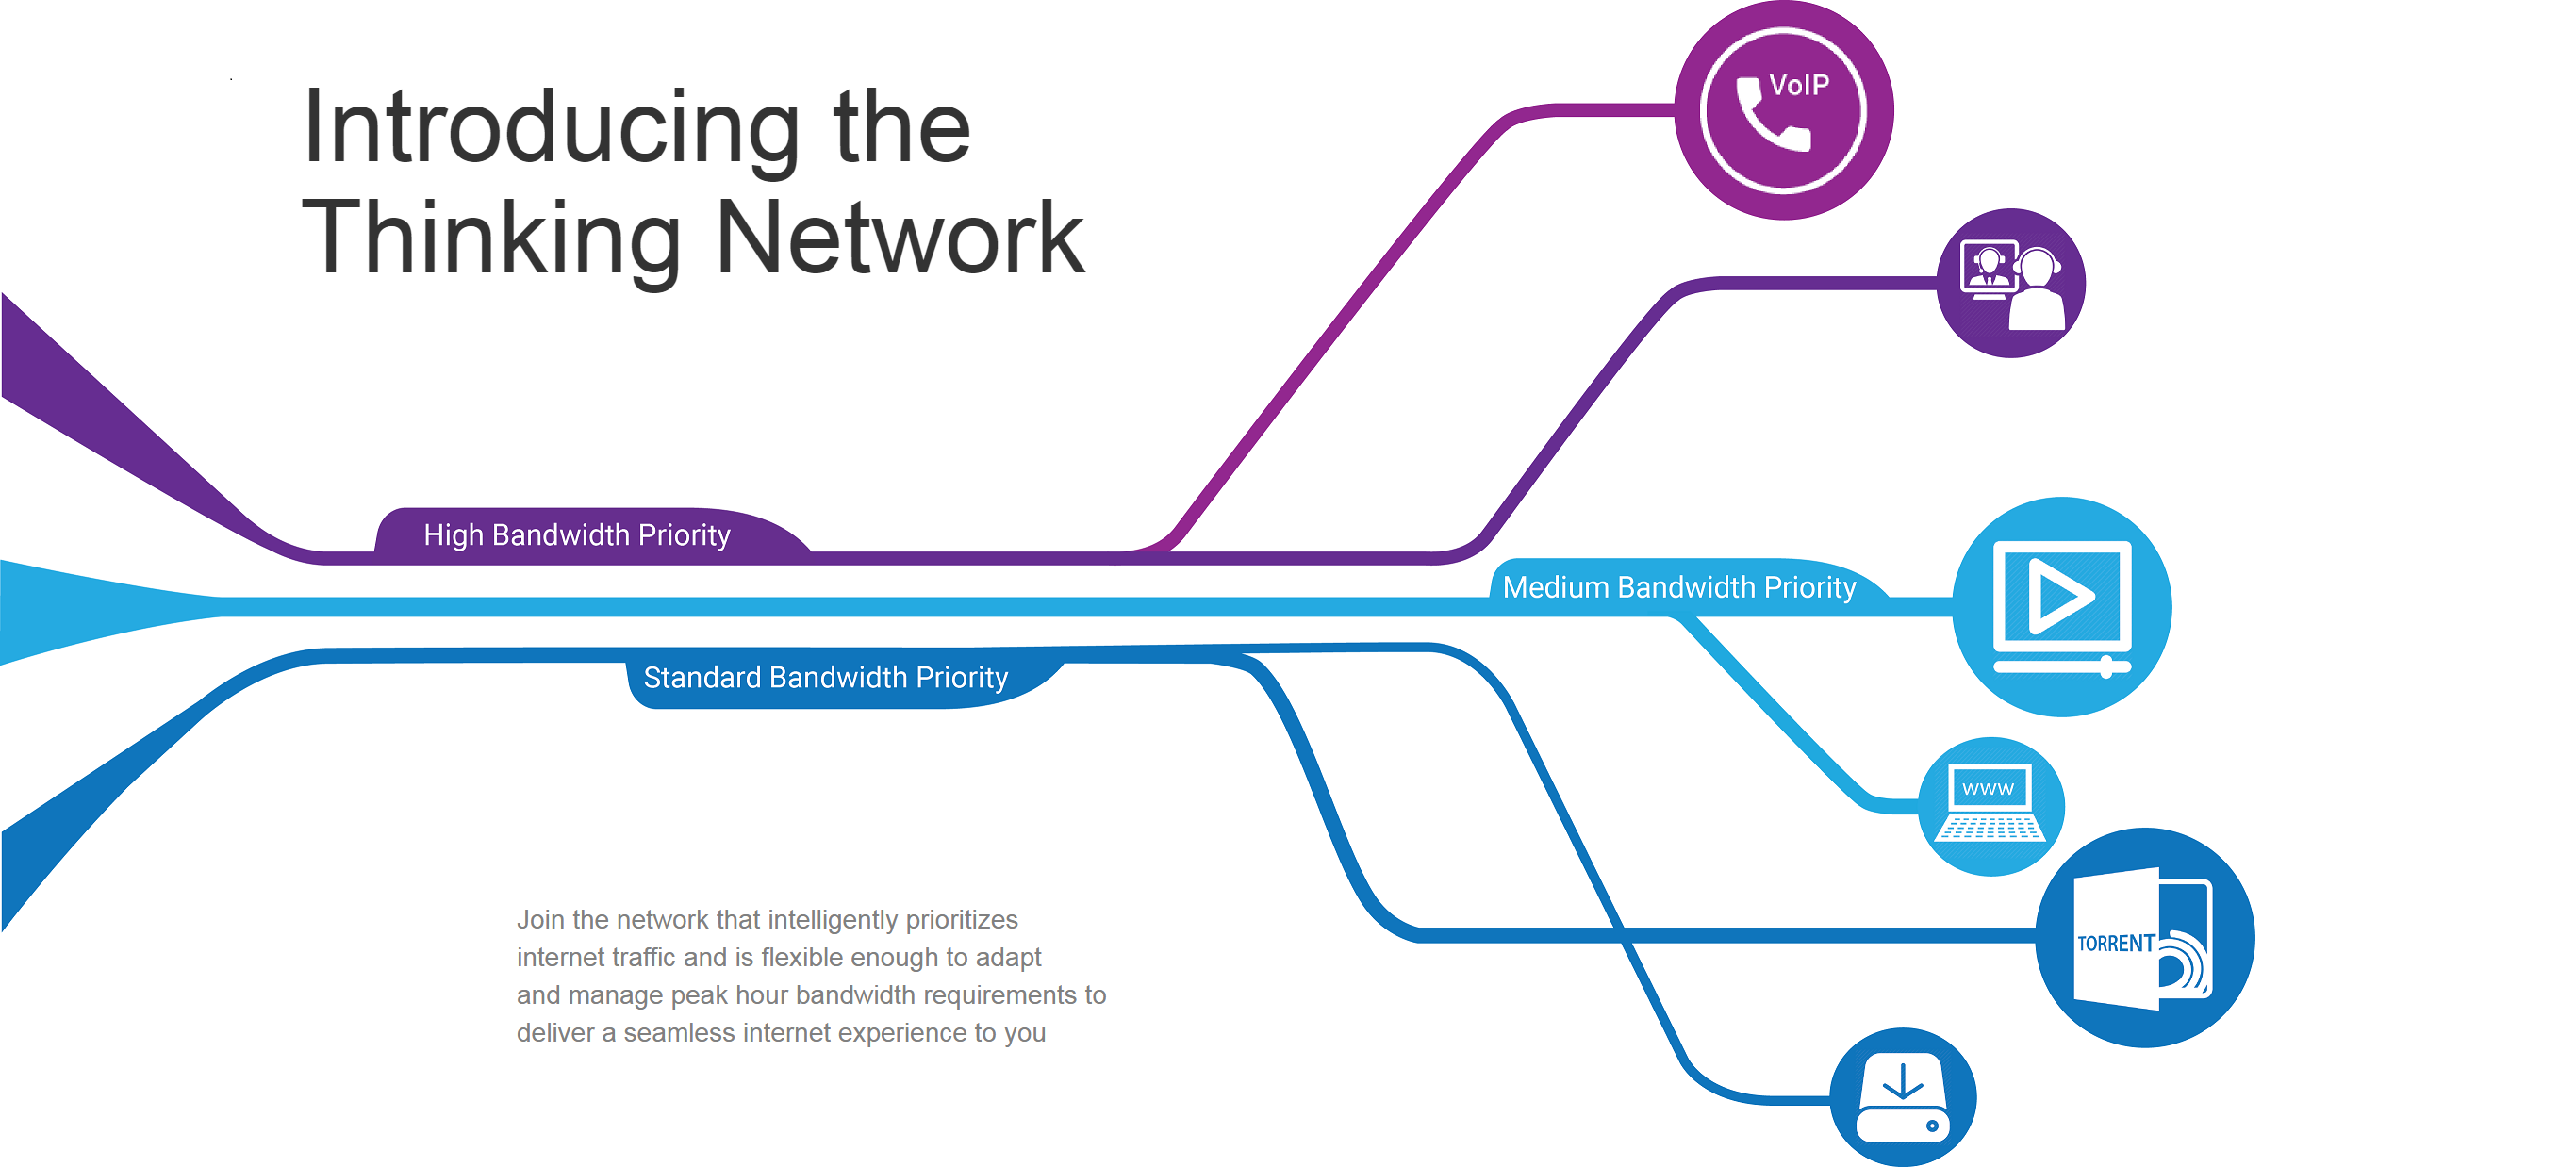 Introducing the
Thinking Network
VoIP
High Bandwidth Priority
Medium Bandwidth Priority
Standard Bandwidth Priority
www
TORRENT
Join the network that intelligently prioritizes
internet traffic and is flexible enough to adapt
and manage peak hour bandwidth requirements to
deliver a seamless internet experience to you